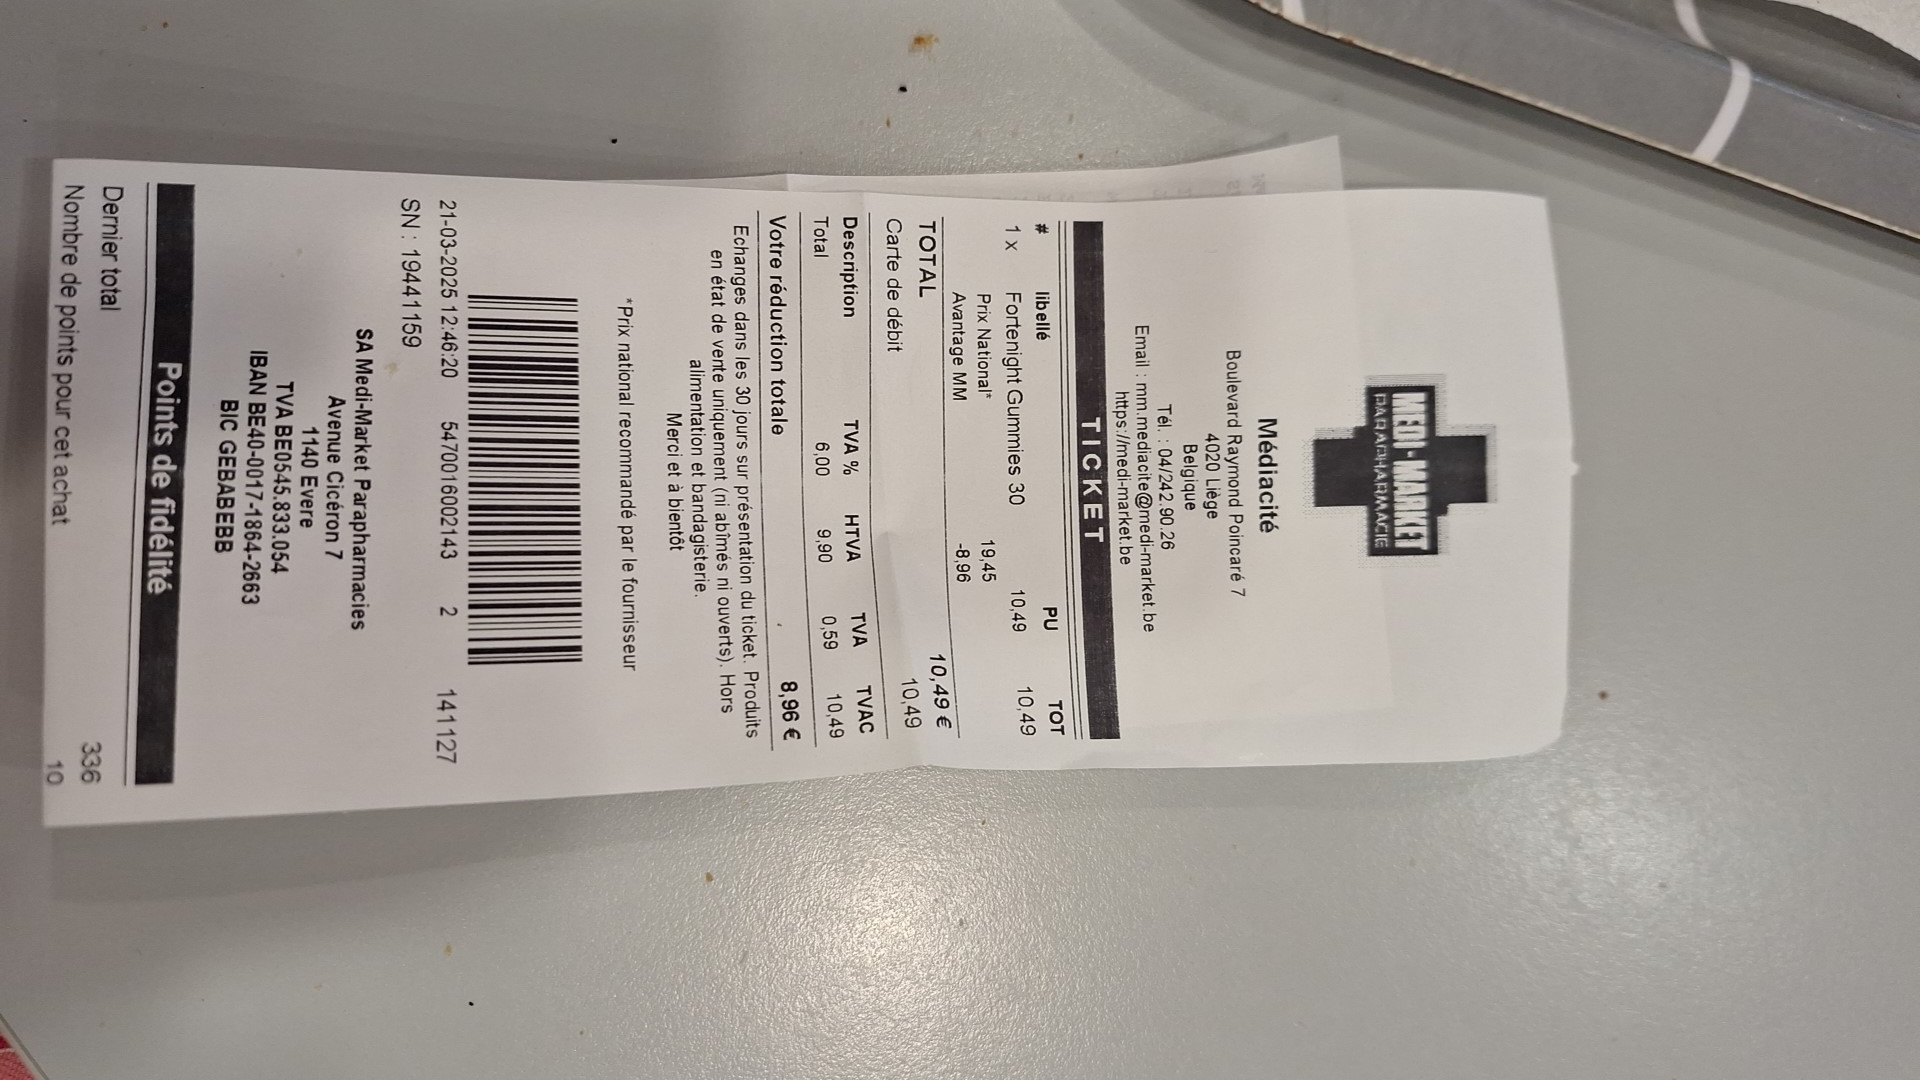 MEDI-MARKET
PARAPHARMACIE
Médiacité
Boulevard Raymond Poincaré 7
4020 Liège
Belgique
Tél. : 04/242.90.26
Email : mm.mediacite@medi-market.be
https://medi-market.be
TICKET
# libellé PU TOT
1 x Fortenight Gummies 30 10,49 10,49
Prix National* 19,45
Avantage MM -8,96
TOTAL 10,49 €
Carte de débit 10,49
Description TVA % HTVA TVA TVAC
Total 6,00 9,90 0,59 10,49
Votre réduction totale 8,96 €
Echanges dans les 30 jours sur présentation du ticket. Produits
en état de vente uniquement (ni abîmés ni ouverts). Hors
alimentation et bandagisterie.
Merci et à bientôt
*Prix national recommandé par le fournisseur
21-03-2025 12:46:20 5470016002143 2 141127
SN : 19441159
SA Medi-Market Parapharmacies
Avenue Cicéron 7
1140 Evere
TVA BE0545.833.054
IBAN BE40-0017-1864-2663
BIC GEBABEBB
Points de fidélité
Dernier total 336
Nombre de points pour cet achat 10